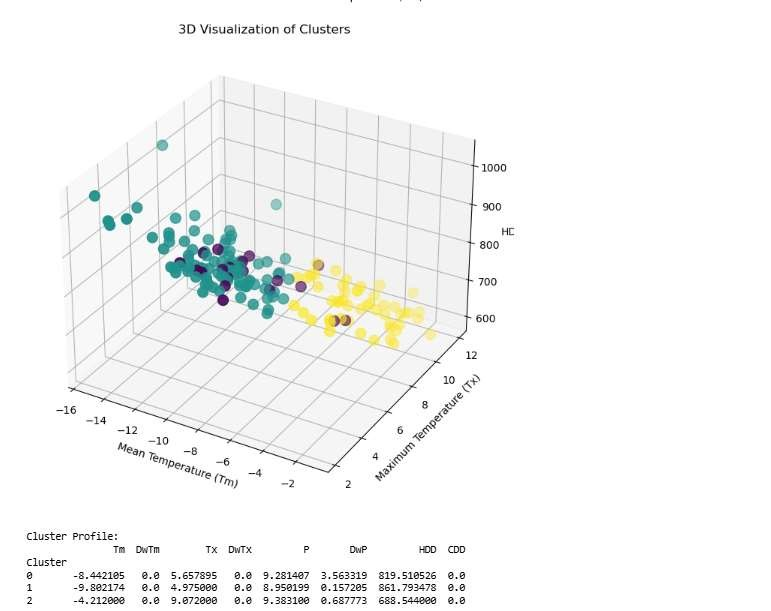 3D Visualization of Clusters
1000
900
HD
800
700
600
12
10
8
6
4
2
Maximum Temperature (Tx)
−16
−14
−12
−10
−8
−6
−4
−2
Mean Temperature (Tm)
Cluster Profile:
Tm DwTm Tx DwTx P DwP HDD CDD
Cluster
0 -8.442105 0.0 5.657895 0.0 9.281407 3.563319 819.510526 0.0
1 -9.802174 0.0 4.975000 0.0 8.950199 0.157205 861.793478 0.0
2 -4.212000 0.0 9.072000 0.0 9.383100 0.687773 688.544000 0.0